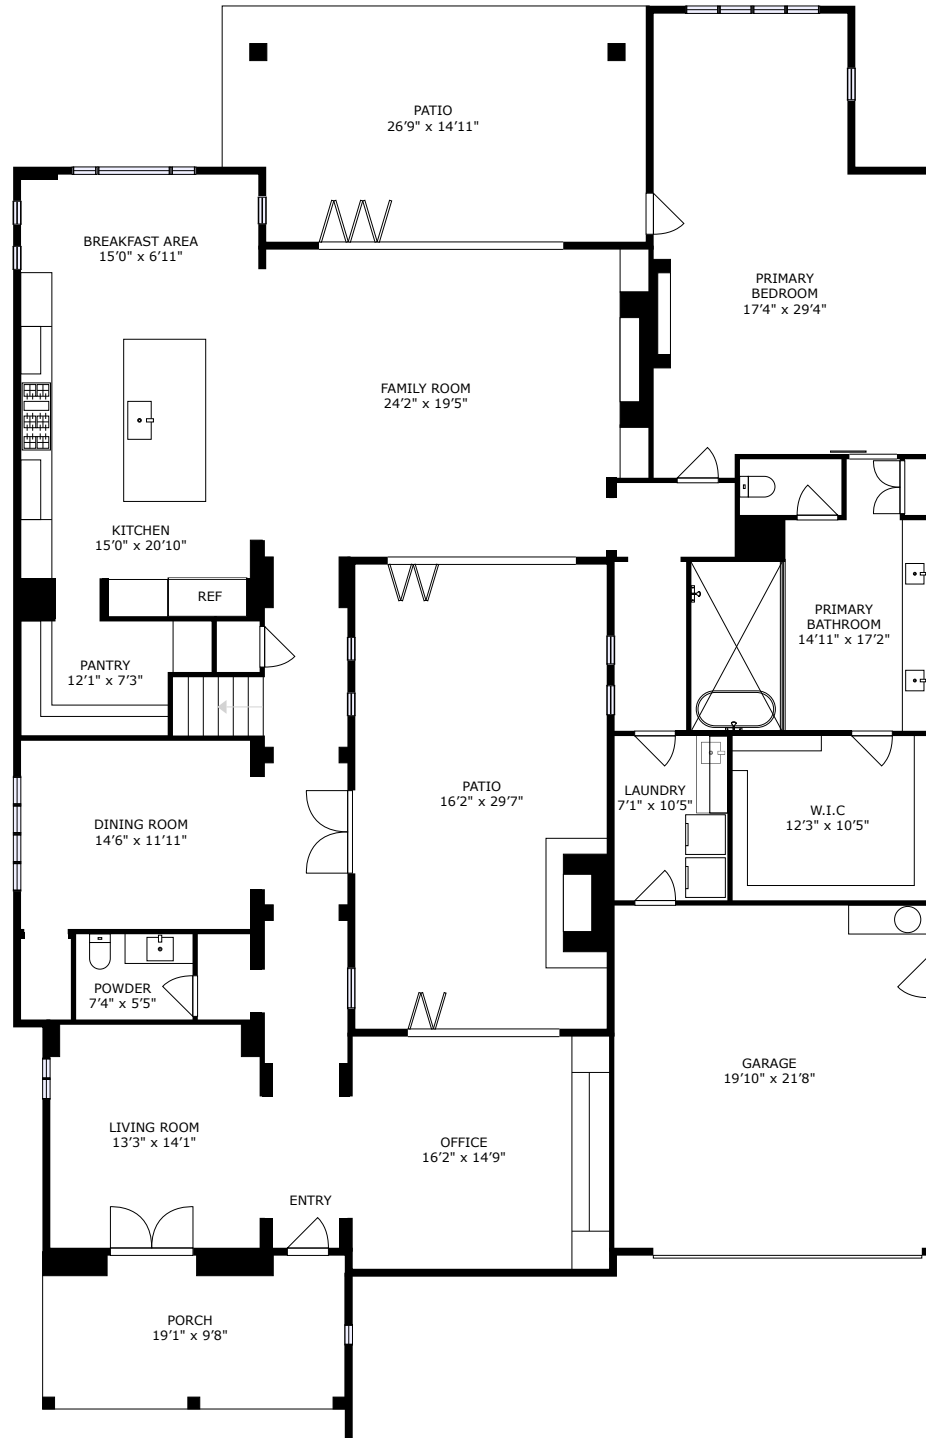 PATIO
26'9" x 14'11"
BREAKFAST AREA
15'0" x 6'11"
PRIMARY
BEDROOM
17'4" x 29'4"
FAMILY ROOM
24'2" x 19'5"
KITCHEN
15'0" x 20'10"
REF
PRIMARY
BATHROOM
14'11" x 17'2"
PANTRY
12'1" x 7'3"
PATIO
16'2" x 29'7"
LAUNDRY
7'1" x 10'5"
W.I.C
12'3" x 10'5"
DINING ROOM
14'6" x 11'11"
POWDER
7'4" x 5'5"
GARAGE
19'10" x 21'8"
LIVING ROOM
13'3" x 14'1"
OFFICE
16'2" x 14'9"
ENTRY
PORCH
19'1" x 9'8"